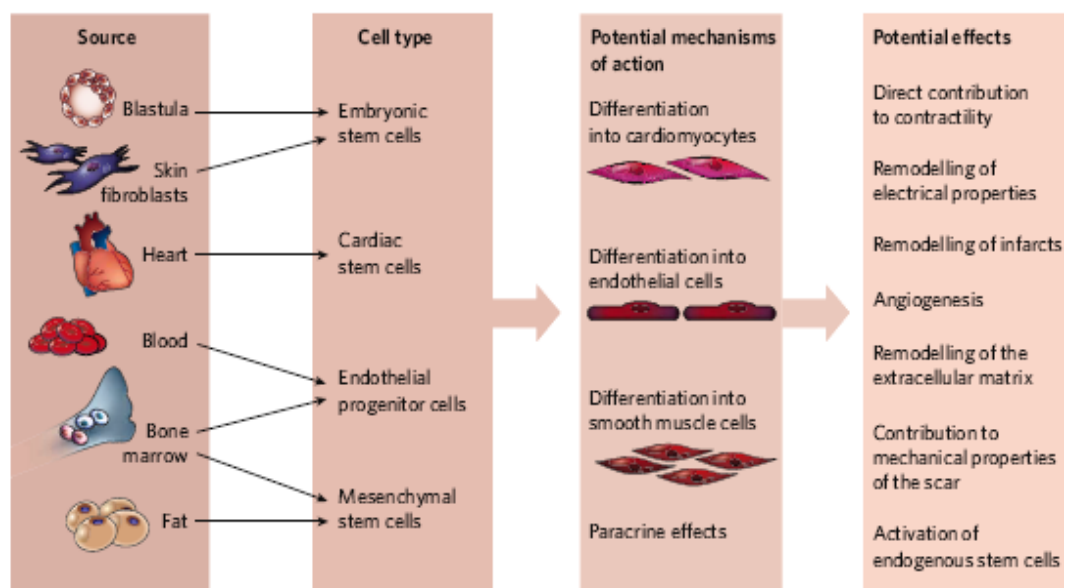 Source
Blastula
Skin
fibroblasts
Heart
Blood
Bone
marrow
Fat
Cell type
Embryonic
stem cells
Cardiac
stem cells
Endothelial
progenitor cells
Mesenchymal
stem cells
Potential mechanisms
of action
Differentiation
into cardiomyocytes
Differentiation into
endothelial cells
Differentiation into
smooth muscle cells
Paracrine effects
Potential effects
Direct contribution
to contractility
Remodelling of
electrical properties
Remodelling of infarcts
Angiogenesis
Remodelling of the
extracellular matrix
Contribution to
mechanical properties
of the scar
Activation of
endogenous stem cells